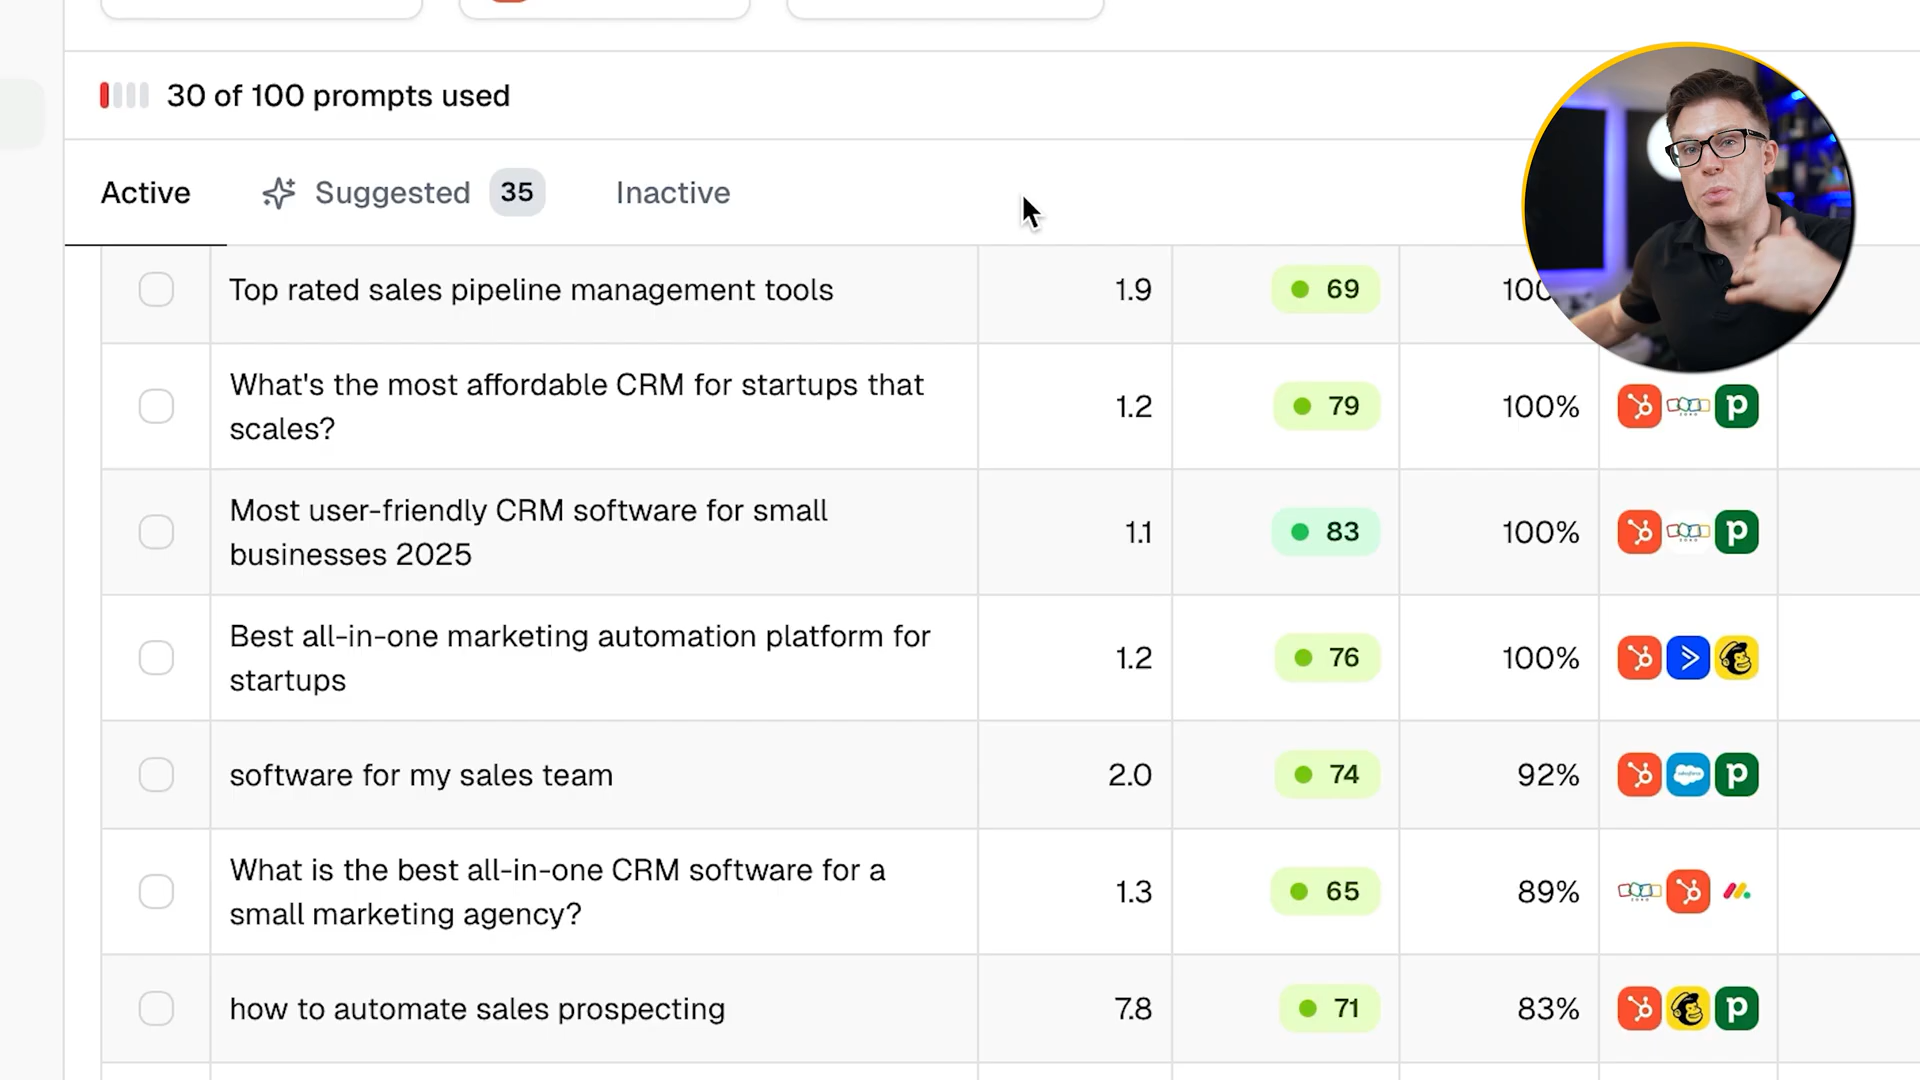 30 of 100 prompts used
Active
Suggested 35
Inactive
Top rated sales pipeline management tools 1.9 69 100
What's the most affordable CRM for startups that
scales?
1.2 79 100%
Most user-friendly CRM software for small
businesses 2025
1.1 83 100%
Best all-in-one marketing automation platform for
startups
1.2 76 100%
software for my sales team 2.0 74 92%
What is the best all-in-one CRM software for a
small marketing agency?
1.3 65 89%
how to automate sales prospecting 7.8 71 83%